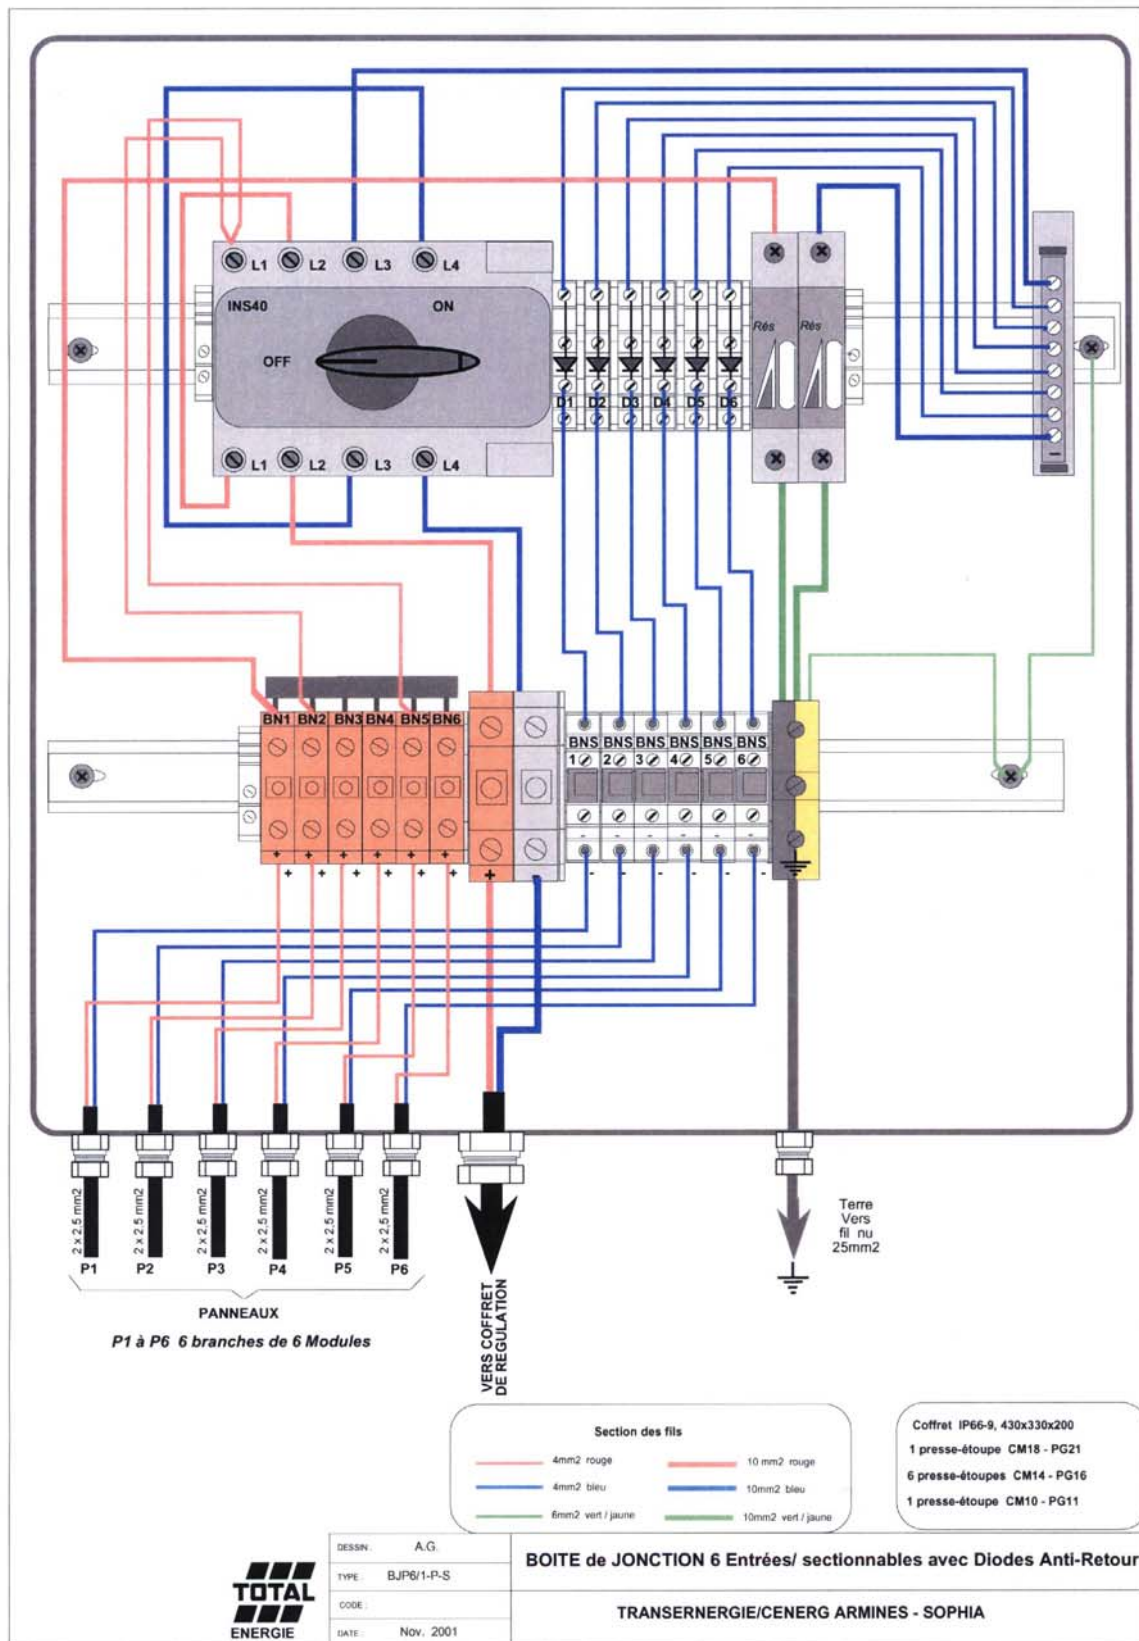 L1 L2 L3 L4
INS40 ON
OFF
Rés Rés
D1 D2 D3 D4 D5 D6
L1 L2 L3 L4
–
BN1 BN2 BN3 BN4 BN5 BN6
BNS BNS BNS BNS BNS BNS
1 2 3 4 5 6
- - - - - -
+ + + + + +
+ + + + + +
+ -
- - - - - -
2 x 2,5 mm2 2 x 2,5 mm2 2 x 2,5 mm2 2 x 2,5 mm2 2 x 2,5 mm2 2 x 2,5 mm2
P1 P2 P3 P4 P5 P6
PANNEAUX
P1 à P6 6 branches de 6 Modules
VERS COFFRET
DE REGULATION
Terre
Vers
fil nu
25mm2
Section des fils
4mm2 rouge
10 mm2 rouge
4mm2 bleu
10mm2 bleu
6mm2 vert / jaune
10mm2 vert / jaune
Coffret IP66-9, 430x330x200
1 presse-étoupe CM18 - PG21
6 presse-étoupes CM14 - PG16
1 presse-étoupe CM10 - PG11
TOTAL
ENERGIE
DESSIN : A.G.
TYPE : BJP6/1-P-S
CODE :
DATE : Nov. 2001
BOITE de JONCTION 6 Entrées/ sectionnables avec Diodes Anti-Retour
TRANSERNERGIE/CENERG ARMINES - SOPHIA